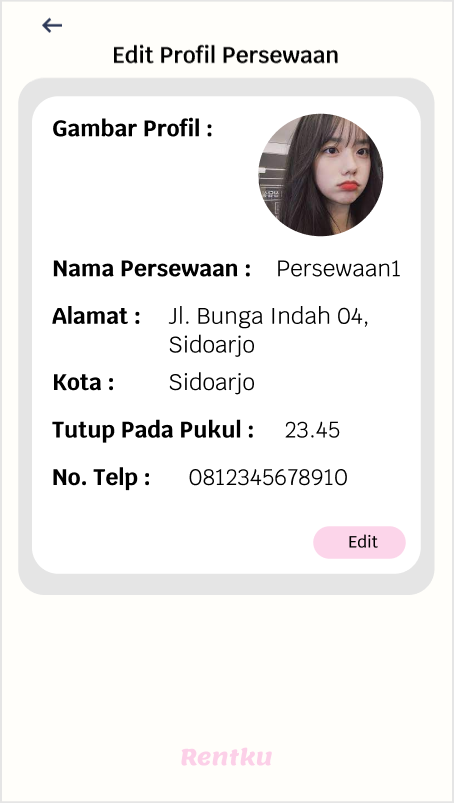 Edit Profil Persewaan
Gambar Profil :
Nama Persewaan : Persewaan1
Alamat : Jl. Bunga Indah 04,
Sidoarjo
Kota : Sidoarjo
Tutup Pada Pukul : 23.45
No. Telp : 0812345678910
Edit
Rentku